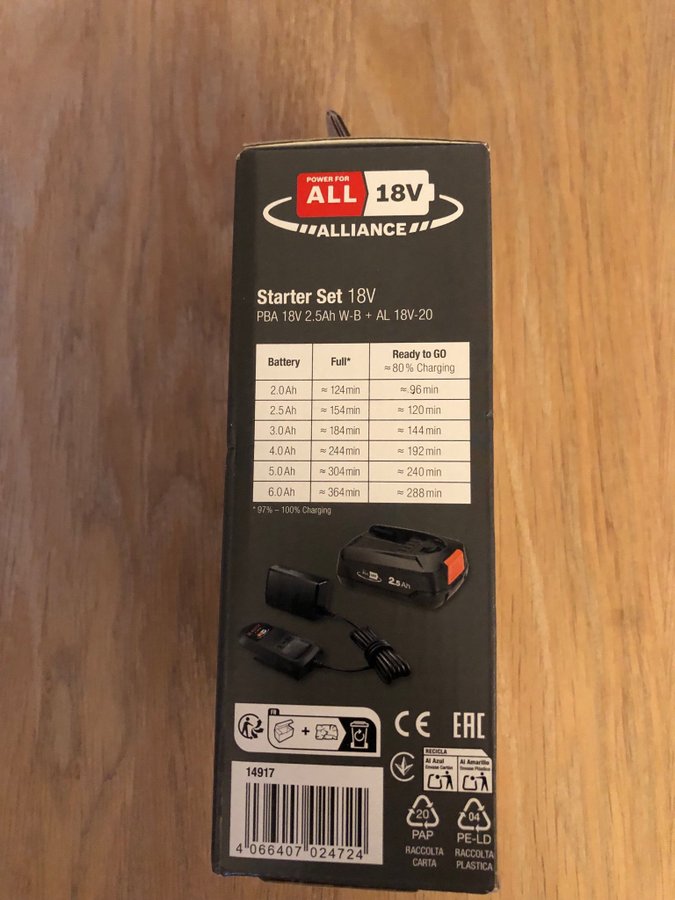 POWER FOR
ALL 18V
ALLIANCE
Starter Set 18V
PBA 18V 2.5Ah W-B + AL 18V-20
Battery Full* Ready to GO ≈ 80 % Charging
2.0 Ah ≈ 124 min ≈ 96 min
2.5 Ah ≈ 154 min ≈ 120 min
3.0 Ah ≈ 184 min ≈ 144 min
4.0 Ah ≈ 244 min ≈ 192 min
5.0 Ah ≈ 304 min ≈ 240 min
6.0 Ah ≈ 364 min ≈ 288 min
* 97% – 100% Charging
2.5 Ah
FR
+
CE EAC
RECICLA
Al Azul Al Amarillo
Envase Cartón Envase Plástico
14917
4 066407 024724
20 04
PAP PE-LD
RACCOLTA RACCOLTA
CARTA PLASTICA